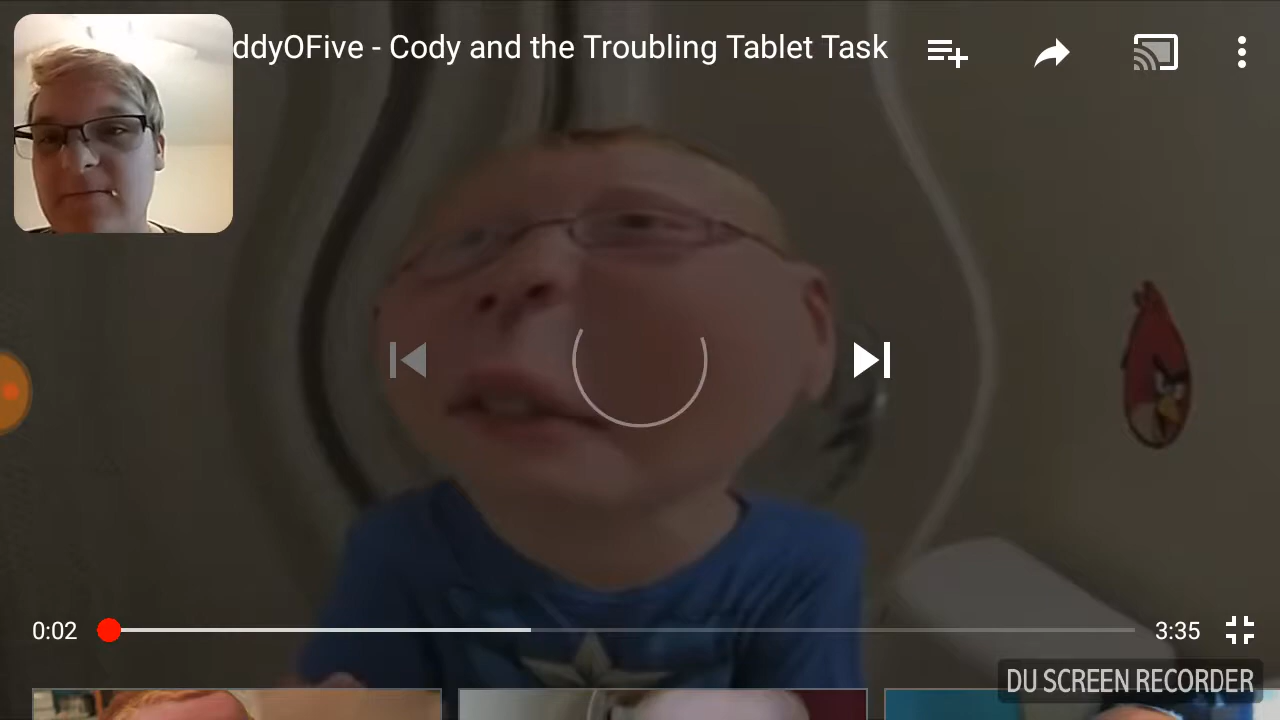 ddyOFive - Cody and the Troubling Tablet Task
0:02
3:35
DU SCREEN RECORDER